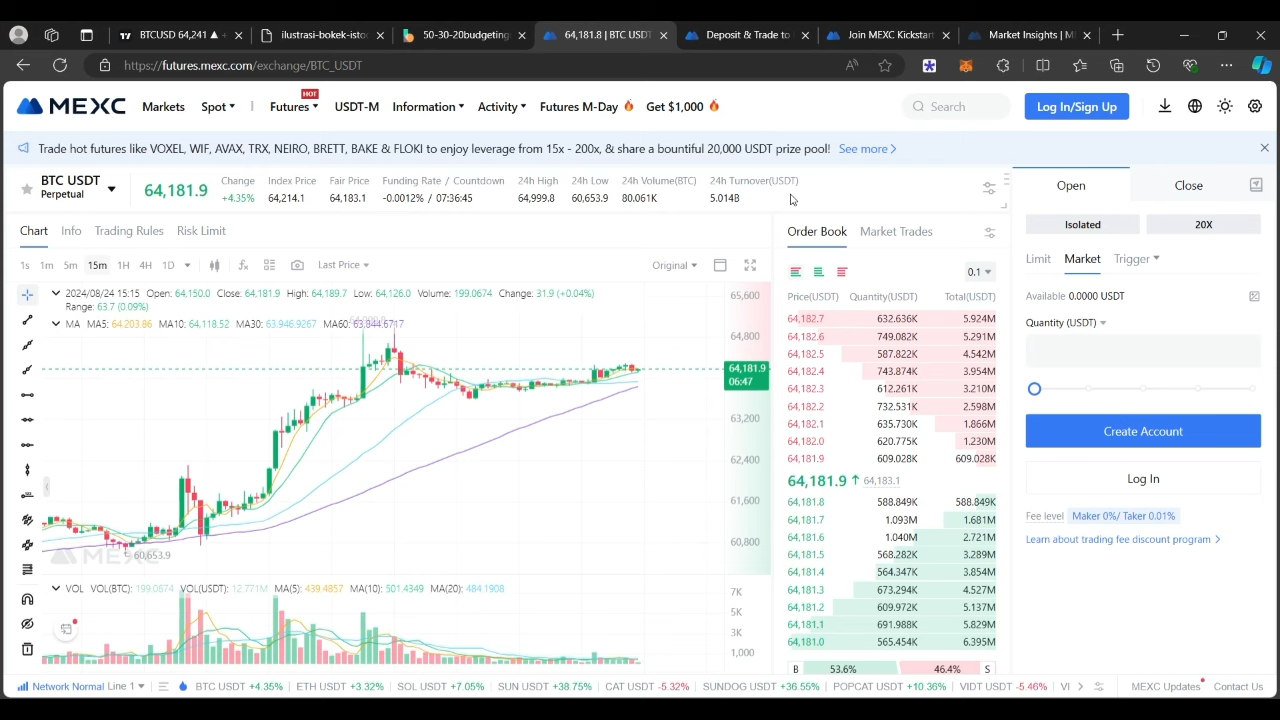 BTCUSD 64,241 ▲ +
ilustrasi-bokek-isto
50-30-20budgeting
64,181.8 | BTC USDT
Deposit & Trade to
Join MEXC Kickstar
Market Insights | M
https://futures.mexc.com/exchange/BTC_USDT
MEXC
Markets
Spot
Futures
HOT
USDT-M
Information
Activity
Futures M-Day
Get $1,000
Search
Log In/Sign Up
Trade hot futures like VOXEL, WIF, AVAX, TRX, NEIRO, BRETT, BAKE & FLOKI to enjoy leverage from 15x - 200x, & share a bountiful 20,000 USDT prize pool! See more >
BTC USDT
Perpetual
64,181.9
Change
+4.35%
Index Price
64,214.1
Fair Price
64,183.1
Funding Rate / Countdown
-0.0012% / 07:36:45
24h High
64,999.8
24h Low
60,653.9
24h Volume(BTC)
80.061K
24h Turnover(USDT)
5.014B
Open
Close
Chart
Info
Trading Rules
Risk Limit
Order Book
Market Trades
Isolated
20X
Limit
Market
Trigger
1s 1m 5m 15m 1H 4H 1D
Last Price
Original
0.1
2024/08/24 15:15 Open: 64,150.0 Close: 64,181.9 High: 64,189.7 Low: 64,126.0 Volume: 199.0674 Change: 31.9 (+0.04%)
Range: 63.7 (0.09%)
MA MA5: 64,203.86 MA10: 64,118.52 MA30: 63,946.9267 MA60: 63,844.6717
65,600
64,800
64,181.9
06:47
63,200
62,400
61,600
60,800
60,653.9
MEXC
VOL VOL(BTC): 199.0674 VOL(USDT): 12.771M MA(5): 439.4857 MA(10): 501.4349 MA(20): 484.1908
7K
5K
3K
1,000
Price(USDT) Quantity(USDT) Total(USDT)
64,182.7 632.636K 5.924M
64,182.6 749.082K 5.291M
64,182.5 587.822K 4.542M
64,182.4 743.874K 3.954M
64,182.3 612.261K 3.210M
64,182.2 732.531K 2.598M
64,182.1 635.730K 1.866M
64,182.0 620.775K 1.230M
64,181.9 609.028K 609.028K
64,181.9 ↑ 64,183.1
64,181.8 588.849K 588.849K
64,181.7 1.093M 1.681M
64,181.6 1.040M 2.721M
64,181.5 568.282K 3.289M
64,181.4 564.347K 3.854M
64,181.3 673.294K 4.527M
64,181.2 609.972K 5.137M
64,181.1 691.988K 5.829M
64,181.0 565.454K 6.395M
B 53.6% 46.4% S
Available 0.0000 USDT
Quantity (USDT)
Create Account
Log In
Fee level Maker 0%/ Taker 0.01%
Learn about trading fee discount program >
Network Normal Line 1
BTC USDT +4.35%
ETH USDT +3.32%
SOL USDT +7.05%
SUN USDT +38.75%
CAT USDT -5.32%
SUNDOG USDT +36.55%
POPCAT USDT +10.36%
VIDT USDT -5.46%
VI
MEXC Updates
Contact Us